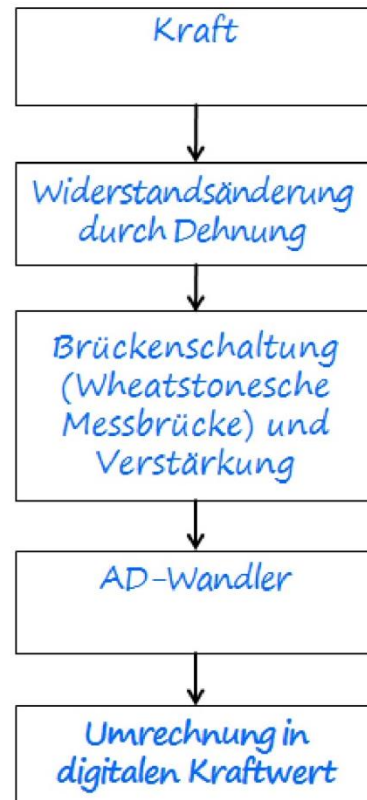 Kraft
Widerstandsänderung
durch Dehnung
Brückenschaltung
(Wheatstonesche
Messbrücke) und
Verstärkung
AD-Wandler
Umrechnung in
digitalen Kraftwert